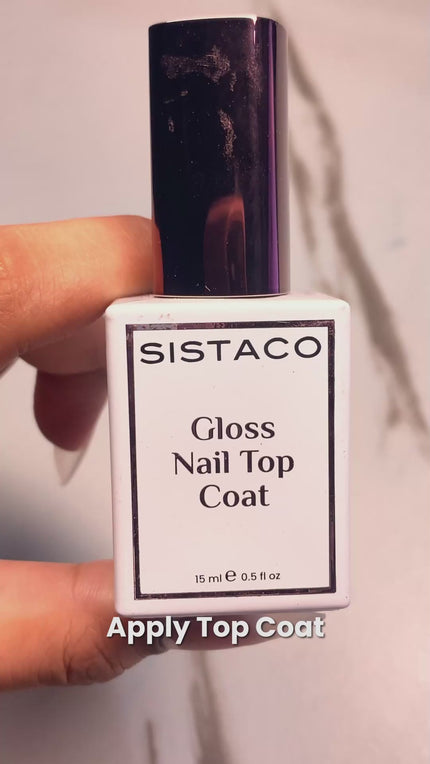 SISTACO
Gloss
Nail Top
Coat
15 ml ℮ 0.5 fl oz
Apply Top Coat